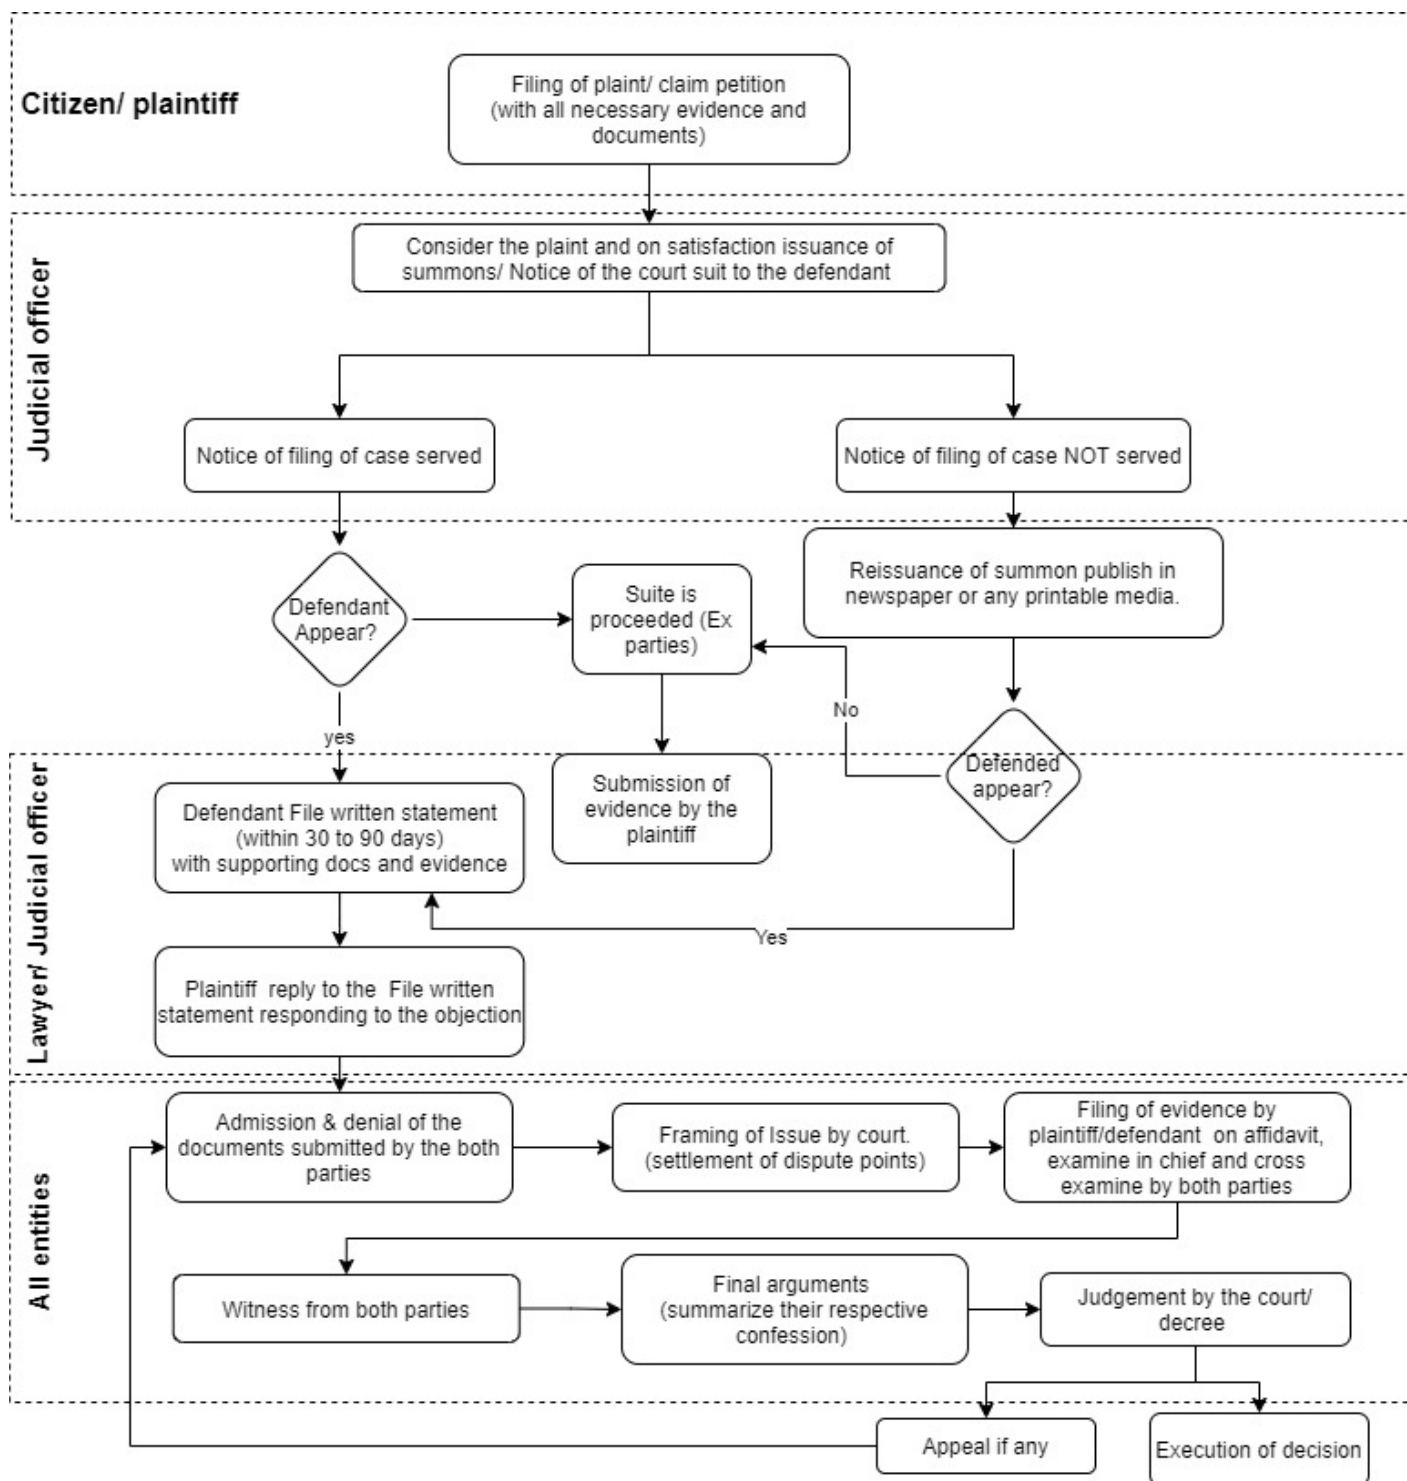 Citizen/ plaintiff
Filing of plaint/ claim petition
(with all necessary evidence and
documents)
Judicial officer
Consider the plaint and on satisfaction issuance of
summons/ Notice of the court suit to the defendant
Notice of filing of case served
Notice of filing of case NOT served
Defendant
Appear?
Suite is
proceeded (Ex
parties)
Reissuance of summon publish in
newspaper or any printable media.
No
yes
Lawyer/ Judicial officer
Defendant File written statement
(within 30 to 90 days)
with supporting docs and evidence
Submission of
evidence by the
plaintiff
Defended
appear?
Yes
Plaintiff reply to the File written
statement responding to the objection
All entities
Admission & denial of the
documents submitted by the both
parties
Framing of Issue by court.
(settlement of dispute points)
Filing of evidence by
plaintiff/defendant on affidavit,
examine in chief and cross
examine by both parties
Witness from both parties
Final arguments
(summarize their respective
confession)
Judgement by the court/
decree
Appeal if any
Execution of decision